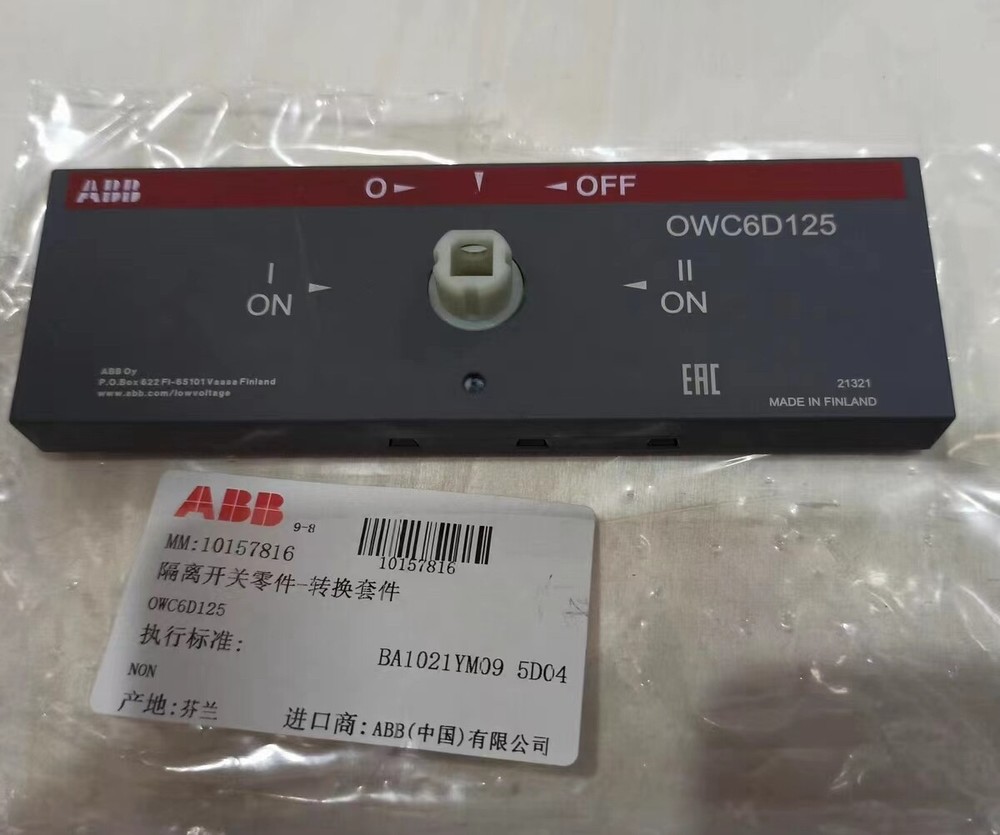 ABB
O OFF
OWC6D125
I
ON
II
ON
ABB Oy
P.O.Box 622 FI-65101 Vaasa Finland
www.abb.com/lowvoltage
EAC
21321
MADE IN FINLAND
ABB
9-8
MM:10157816
10157816
隔离开关零件-转换套件
OWC6D125
执行标准:
BA1021YM09 5D04
NON
产地:芬兰
进口商:ABB(中国)有限公司